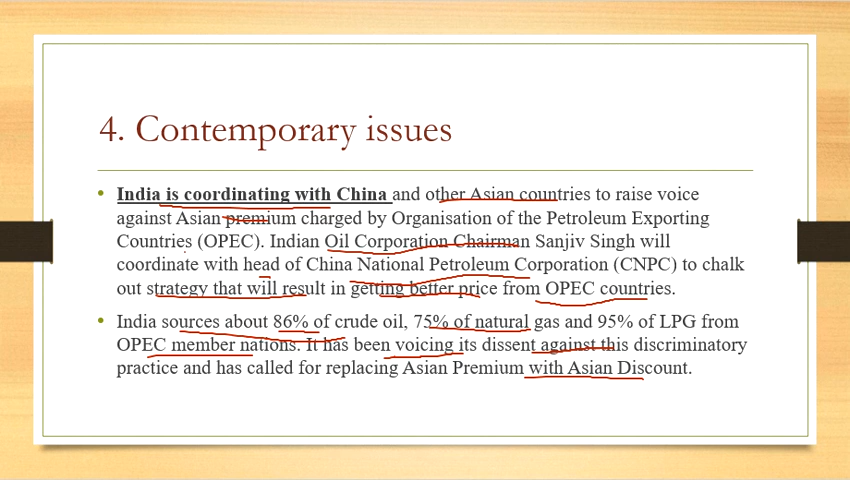 4. Contemporary issues
• India is coordinating with China and other Asian countries to raise voice
against Asian premium charged by Organisation of the Petroleum Exporting
Countries (OPEC). Indian Oil Corporation Chairman Sanjiv Singh will
coordinate with head of China National Petroleum Corporation (CNPC) to chalk
out strategy that will result in getting better price from OPEC countries.
• India sources about 86% of crude oil, 75% of natural gas and 95% of LPG from
OPEC member nations. It has been voicing its dissent against this discriminatory
practice and has called for replacing Asian Premium with Asian Discount.